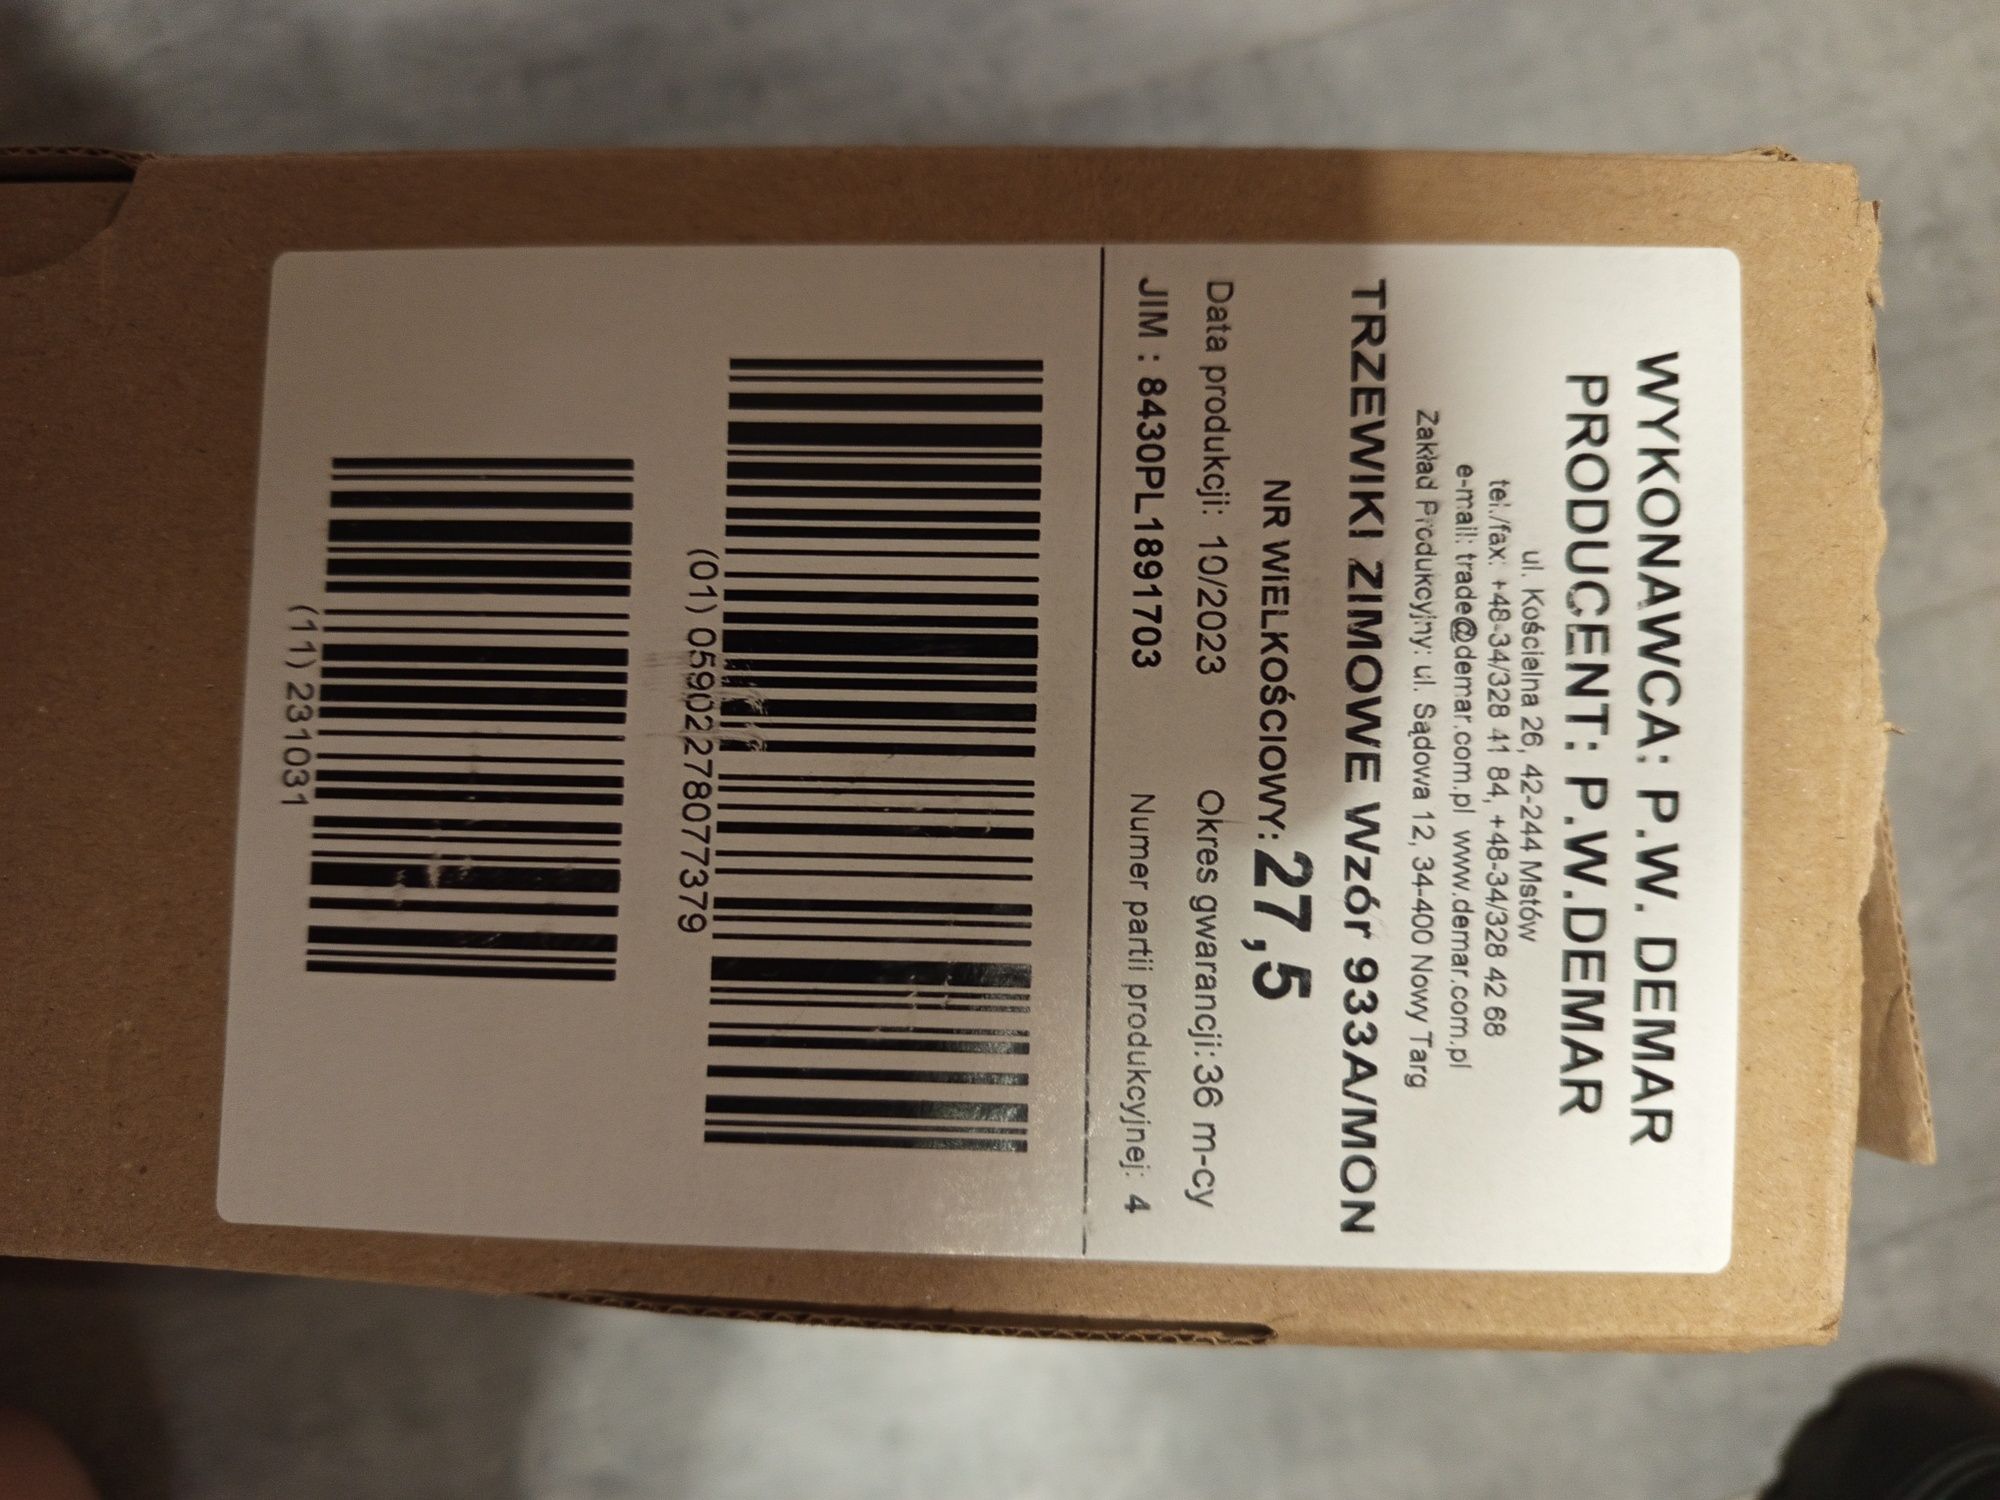 WYKONAWCA: P.W. DEMAR
PRODUCENT: P.W.DEMAR
ul. Kościalna 26, 42-244 Mstów
tel./fax: +48-34/328 41 84, +48-34/328 42 68
e-mail: trade@demar.com.pl www.demar.com.pl
Zakład Produkcyjny: ul. Sądowa 12, 34-400 Nowy Targ
TRZEWIKI ZIMOWE Wzór 933A/MON
NR WIELKOŚCIOWY: 27,5
Data produkcji: 10/2023 Okres gwarancji: 36 m-cy
JIM : 8430PL1891703 Numer partii produkcyjnej: 4
(01) 05902278077379
(11) 231031